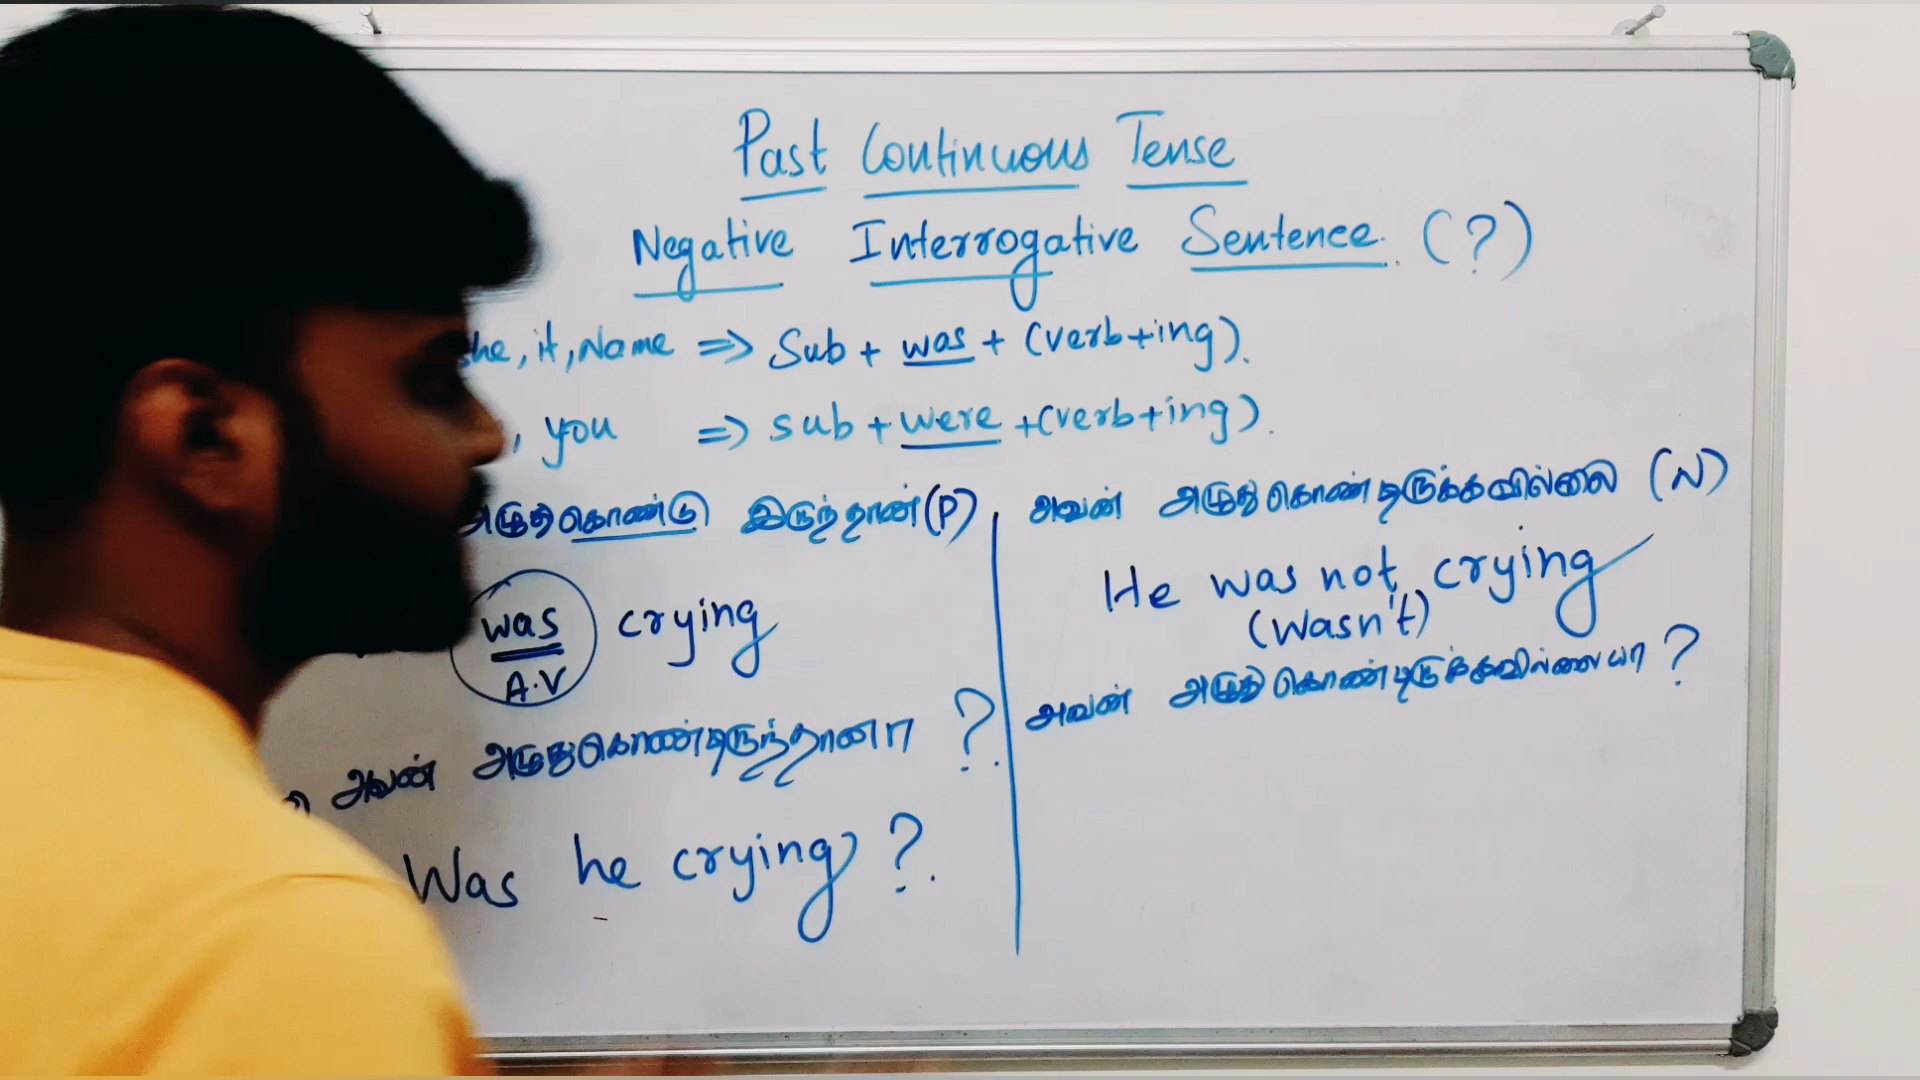 Past Continuous Tense
Negative Interrogative Sentence. (?)
he, it, Name => Sub + was + (verb+ing).
, you => sub + were + (verb+ing).
அழுதுகொண்டு இருந்தான் (P)
was crying
A.V
அவன் அழுதுகொண்டிருந்தானா ?
Was he crying ?
அவன் அழுதுகொண்டிருக்கவில்லை (N)
He was not crying
(wasn't)
அவன் அழுதுகொண்டிருக்கவில்லையா ?